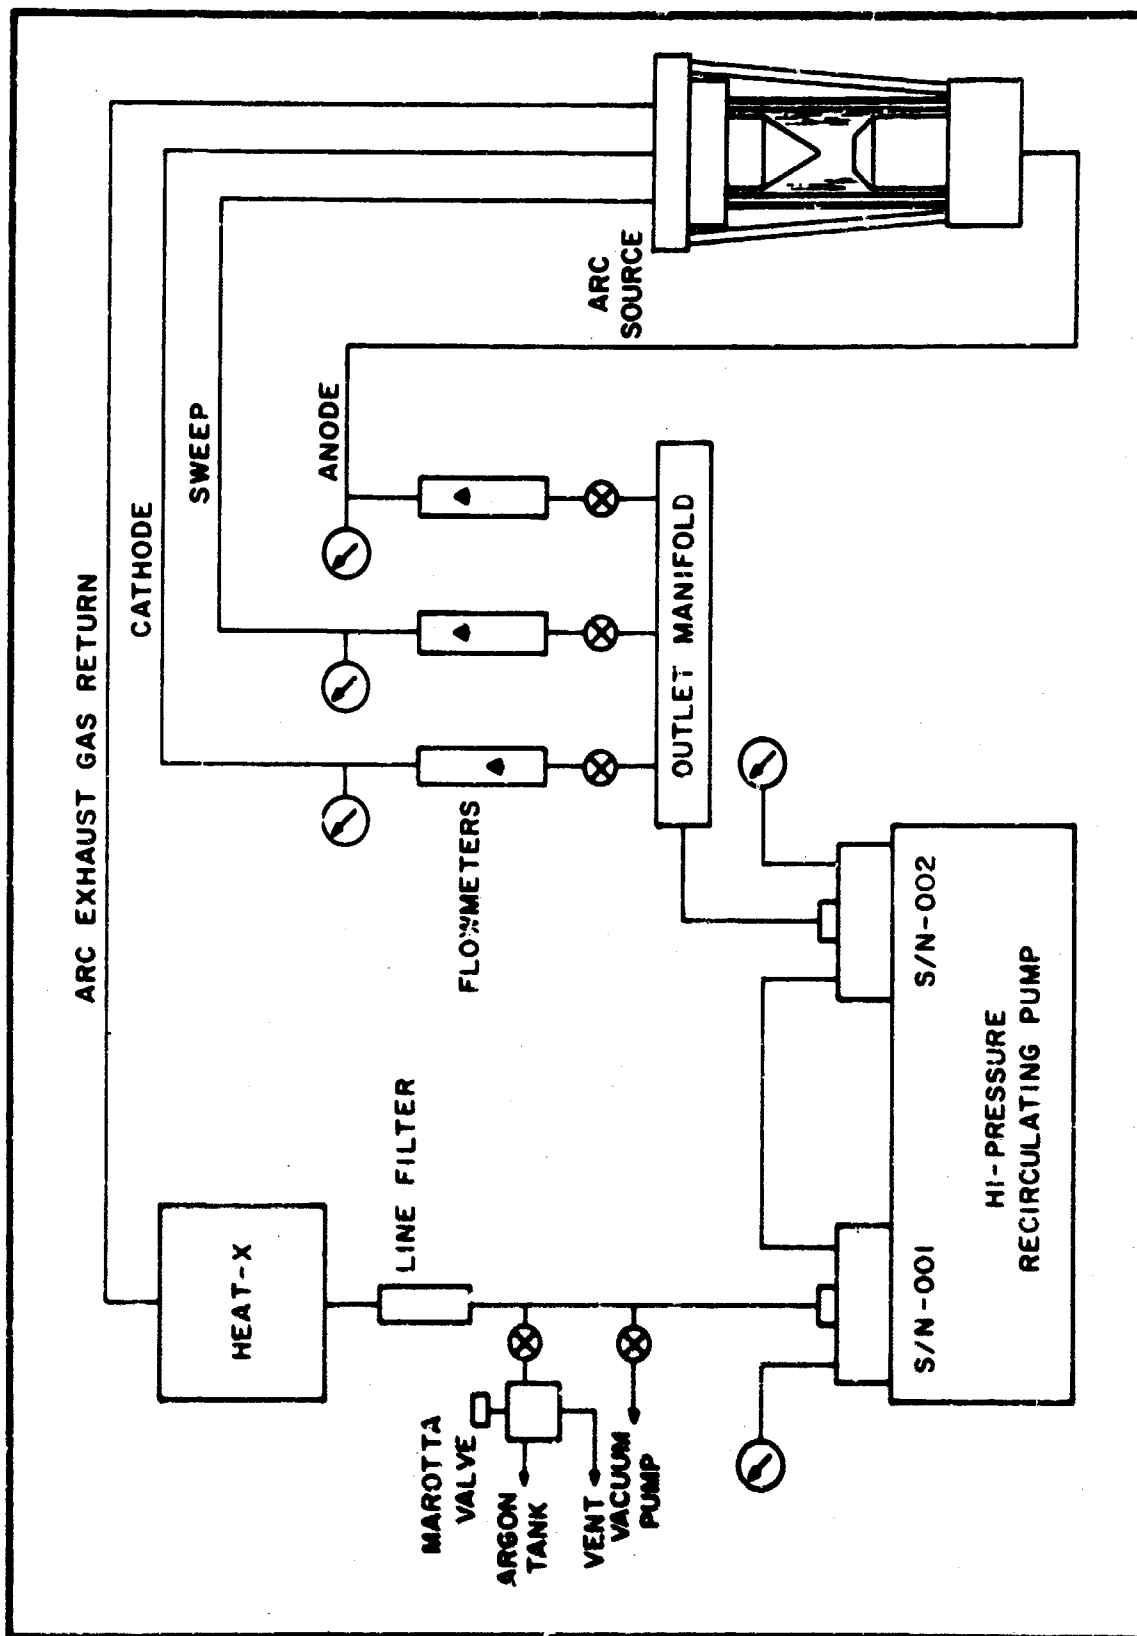 ARC EXHAUST GAS RETURN
CATHODE
SWEEP
ANODE
ARC
SOURCE
HEAT-X
LINE FILTER
FLOWMETERS
OUTLET MANIFOLD
MAROTTA
VALVE
ARGON
TANK
VENT
VACUUM
PUMP
S/N-001
S/N-002
HI-PRESSURE
RECIRCULATING PUMP